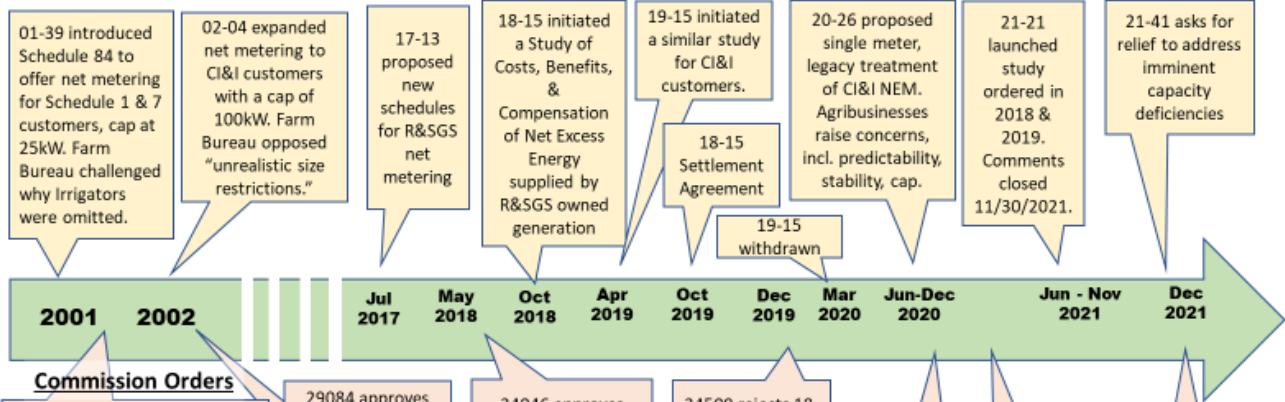 01-39 introduced
Schedule 84 to
offer net metering
for Schedule 1 & 7
customers, cap at
25kW. Farm
Bureau challenged
why Irrigators
were omitted.
02-04 expanded
net metering to
CI&I customers
with a cap of
100kW. Farm
Bureau opposed
"unrealistic size
restrictions."
17-13
proposed
new
schedules
for R&SGS
net
metering
18-15 initiated
a Study of
Costs, Benefits,
&
Compensation
of Net Excess
Energy
supplied by
R&SGS owned
generation
19-15 initiated
a similar study
for CI&I
customers.
18-15
Settlement
Agreement
19-15
withdrawn
20-26 proposed
single meter,
legacy treatment
of CI&I NEM.
Agribusinesses
raise concerns,
incl. predictability,
stability, cap.
21-21
launched
study
ordered in
2018 &
2019.
Comments
closed
11/30/2021.
21-41 asks for
relief to address
imminent
capacity
deficiencies
2001
2002
Jul
2017
May
2018
Oct
2018
Apr
2019
Oct
2019
Dec
2019
Mar
2020
Jun-Dec
2020
Jun - Nov
2021
Dec
2021
Commission Orders
29084 approves